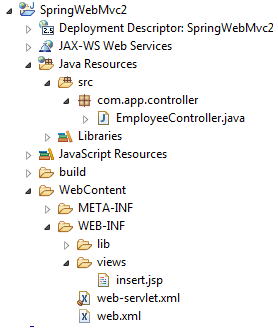 SpringWebMvc2
Deployment Descriptor: SpringWebMvc2
JAX-WS Web Services
Java Resources
src
com.app.controller
EmployeeController.java
Libraries
JavaScript Resources
build
WebContent
META-INF
WEB-INF
lib
views
insert.jsp
web-servlet.xml
web.xml